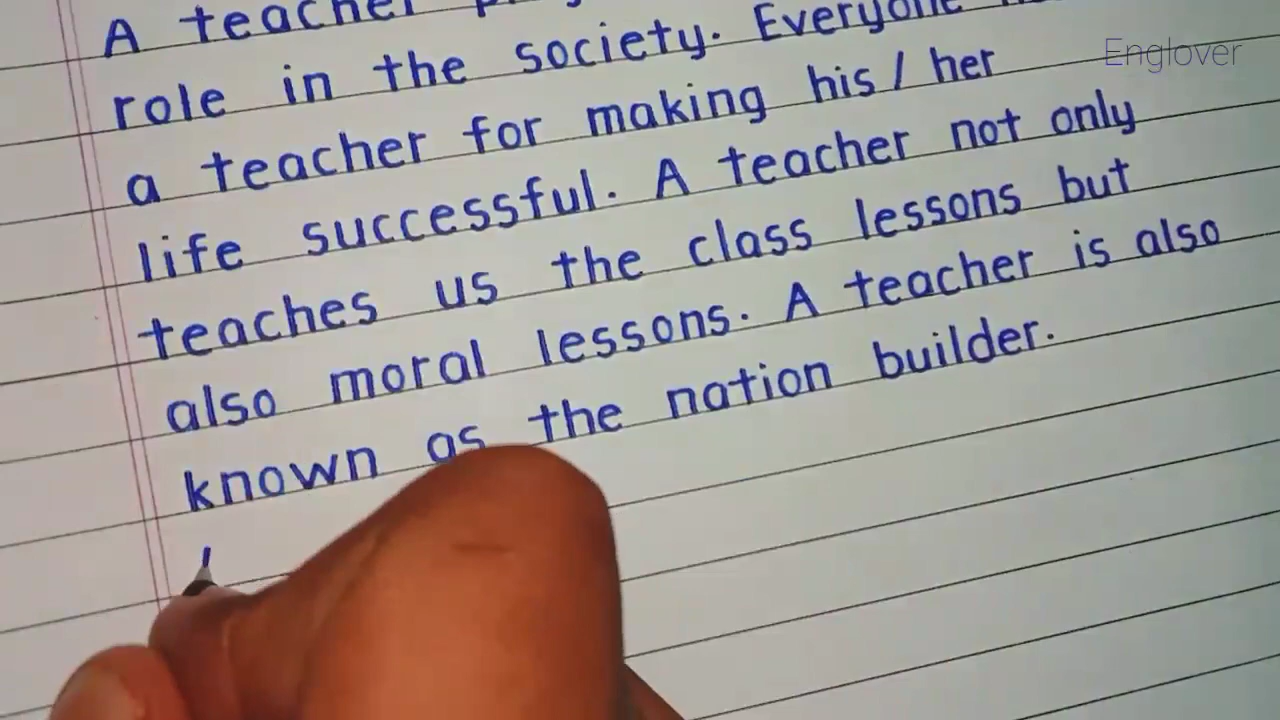 A teacher
role in the society. Everyone
a teacher for making his / her
life successful. A teacher not only
teaches us the class lessons but
also moral lessons. A teacher is also
known as the nation builder.
Englover